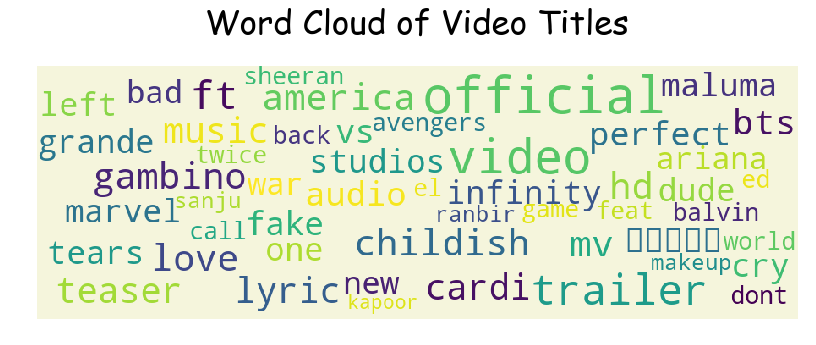 Word Cloud of Video Titles
sheeran
left bad ft america official maluma
grande music back vs avengers perfect bts
twice studios video ariana
gambino war audio el infinity hd dude ed
marvel sanju ranbir game feat balvin
call fake
tears love one childish mv world
makeup cry
teaser lyric new cardi trailer dont
kapoor